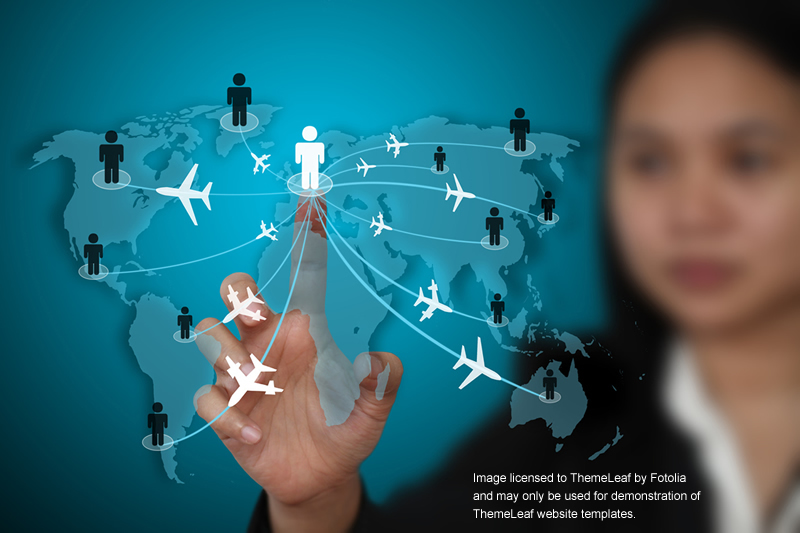 Image licensed to ThemeLeaf by Fotolia
and may only be used for demonstration of
ThemeLeaf website templates.